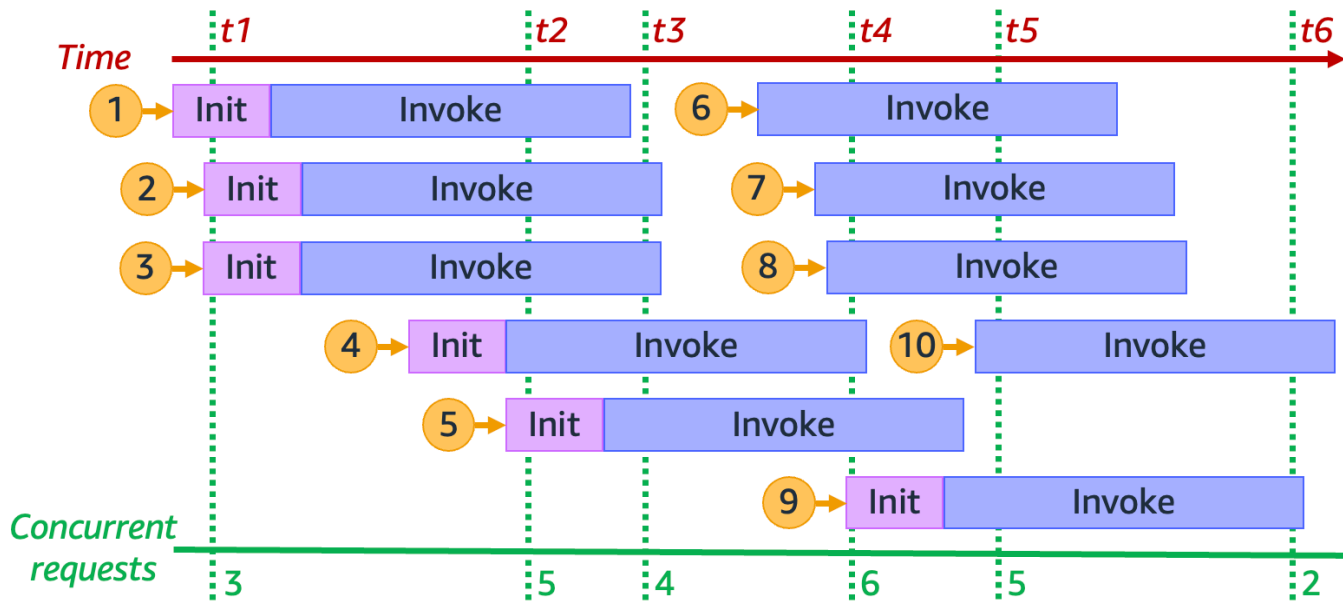 t1 t2 t3 t4 t5 t6
Time
1 Init Invoke 6 Invoke
2 Init Invoke 7 Invoke
3 Init Invoke 8 Invoke
4 Init Invoke 10 Invoke
5 Init Invoke
9 Init Invoke
Concurrent
requests
3 5 4 6 5 2